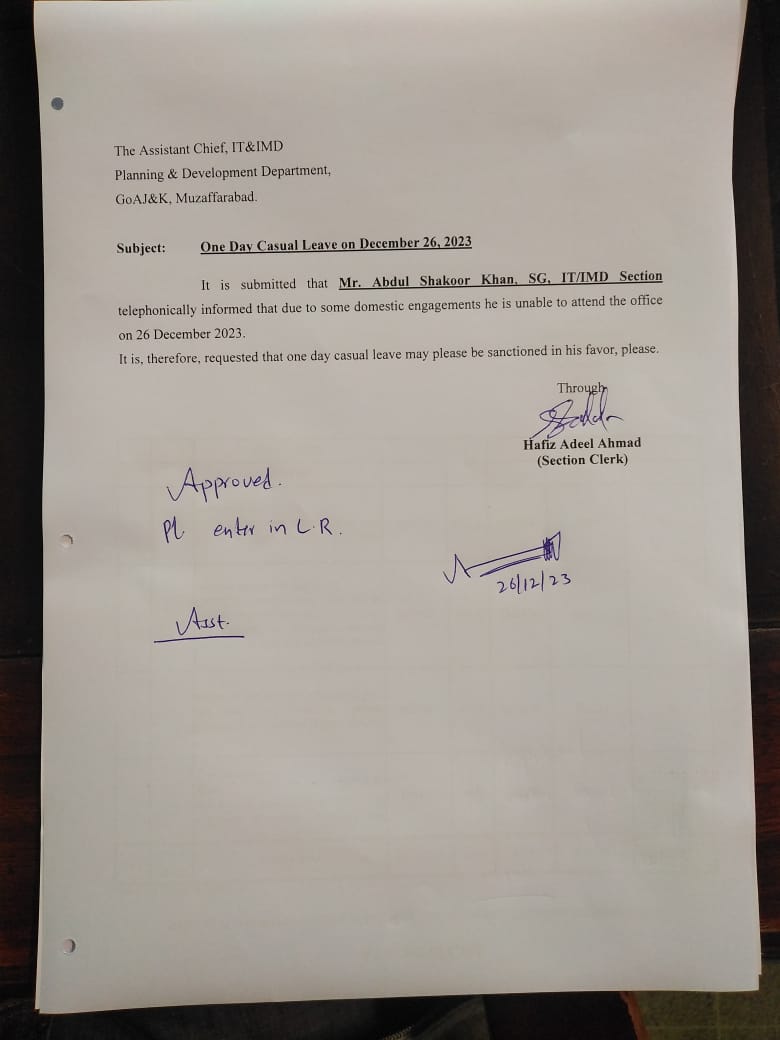 The Assistant Chief, IT&IMD
Planning & Development Department,
GoAJ&K, Muzaffarabad.
Subject: One Day Casual Leave on December 26, 2023
It is submitted that Mr. Abdul Shakoor Khan, SG, IT/IMD Section
telephonically informed that due to some domestic engagements he is unable to attend the office
on 26 December 2023.
It is, therefore, requested that one day casual leave may please be sanctioned in his favor, please.
Through
Hafiz Adeel Ahmad
(Section Clerk)
Approved.
Pl. enter in L.R.
26/12/23
Asst.